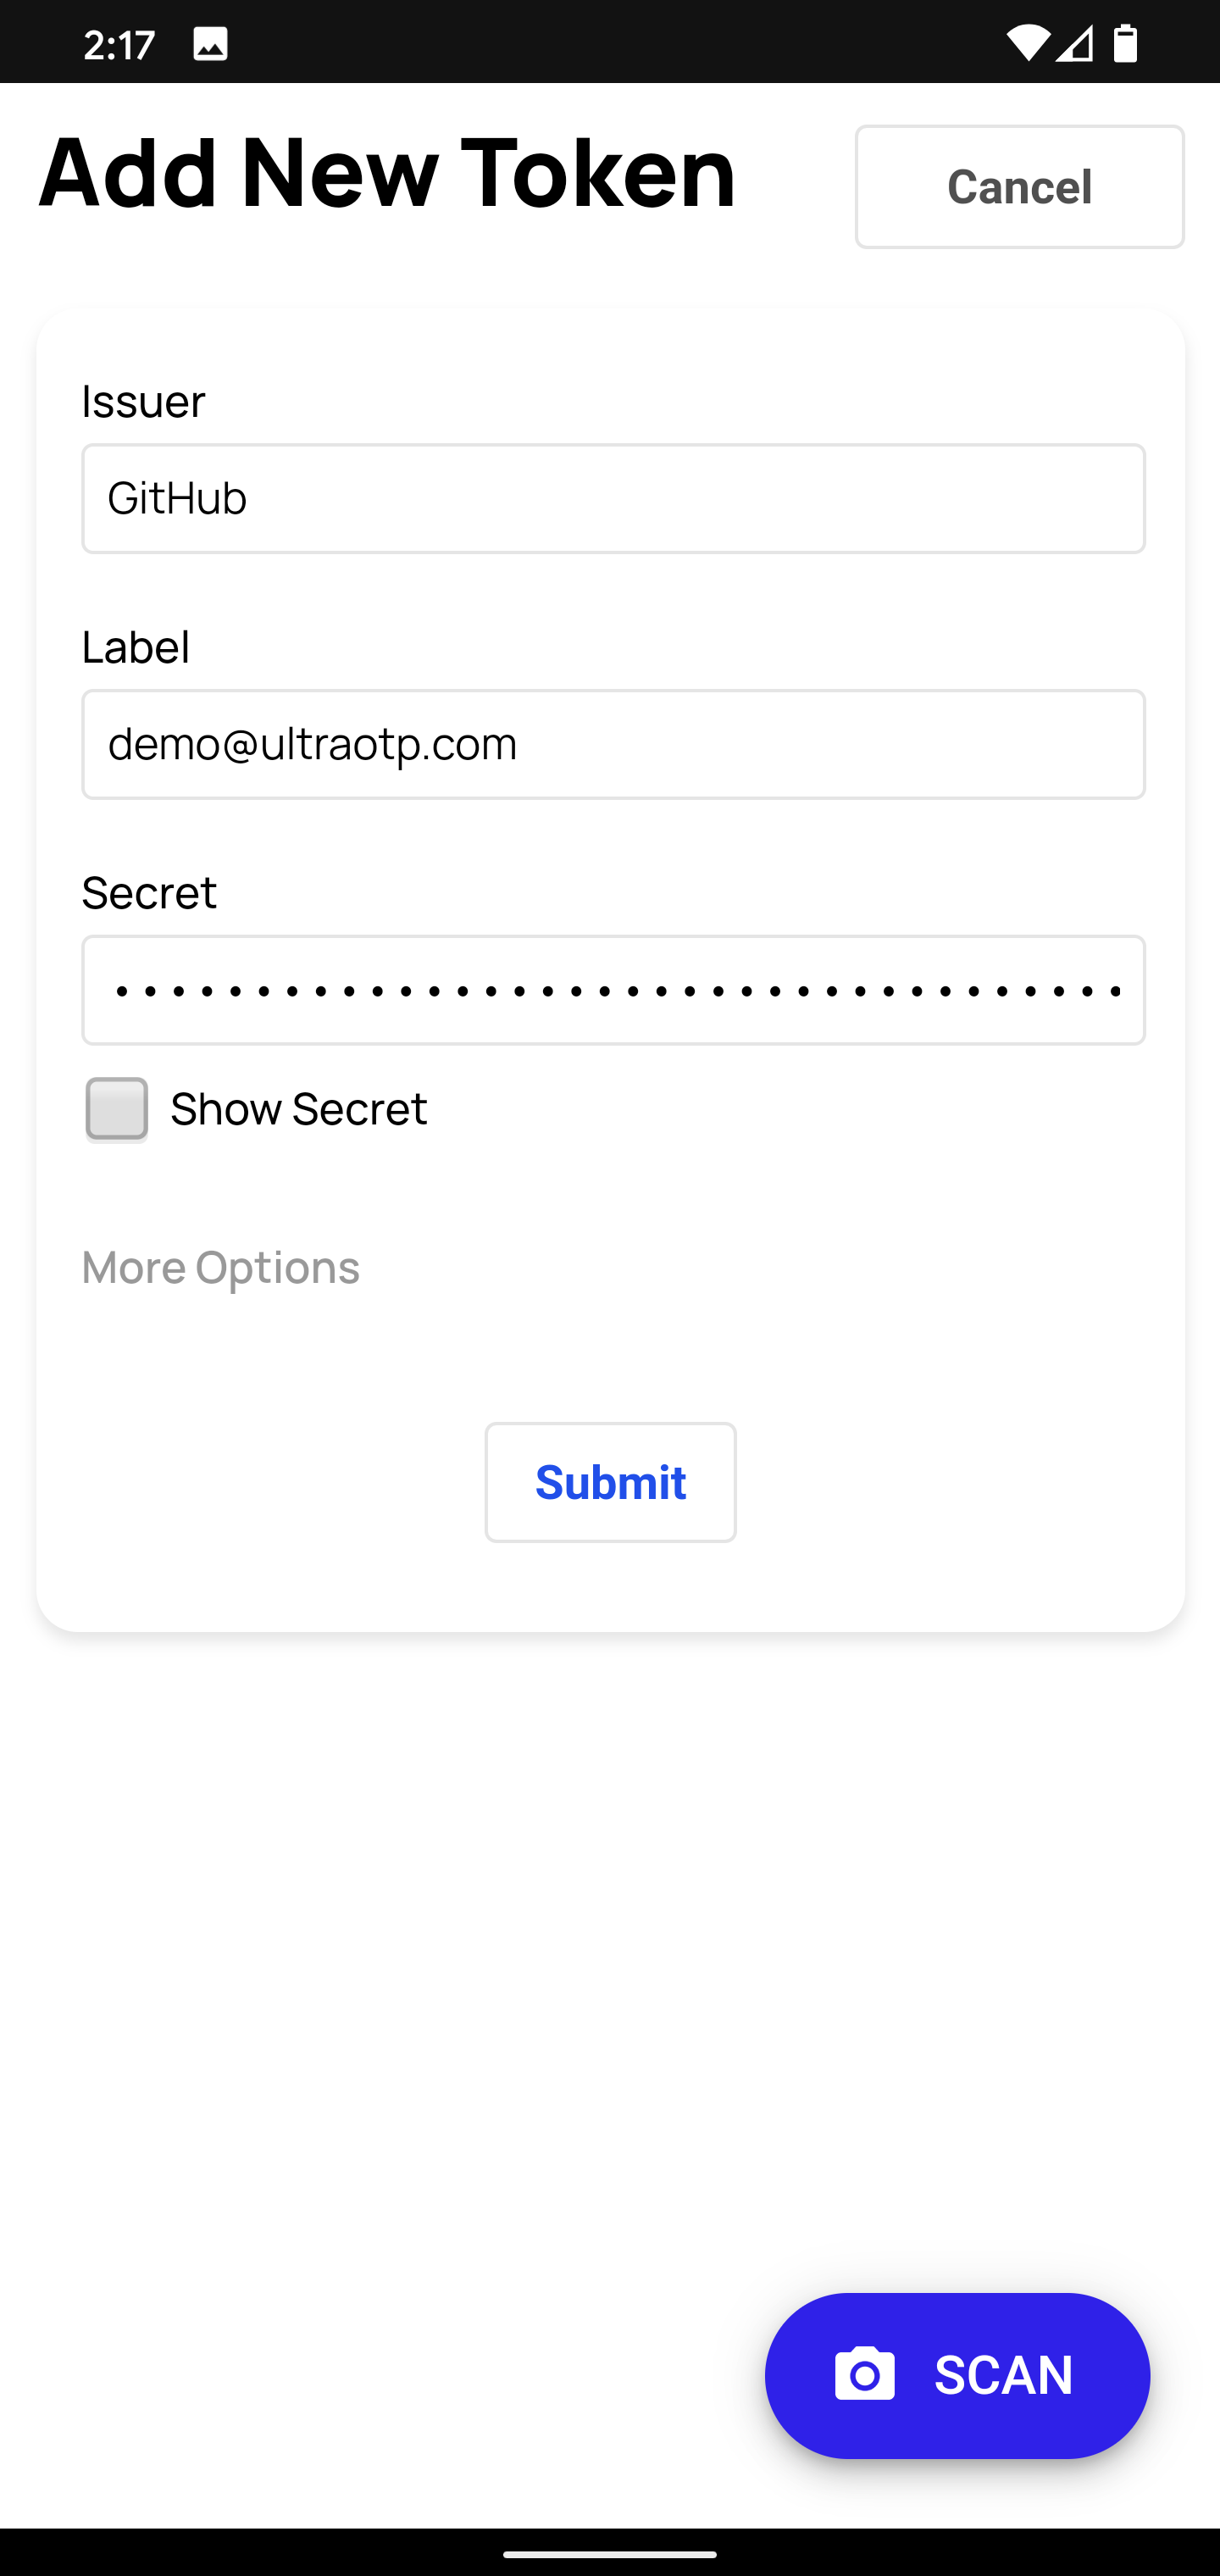 2:17
Add New Token
Cancel
Issuer
GitHub
Label
demo@ultraotp.com
Secret
••••••••••••••••••••••••••••••••••••
Show Secret
More Options
Submit
SCAN